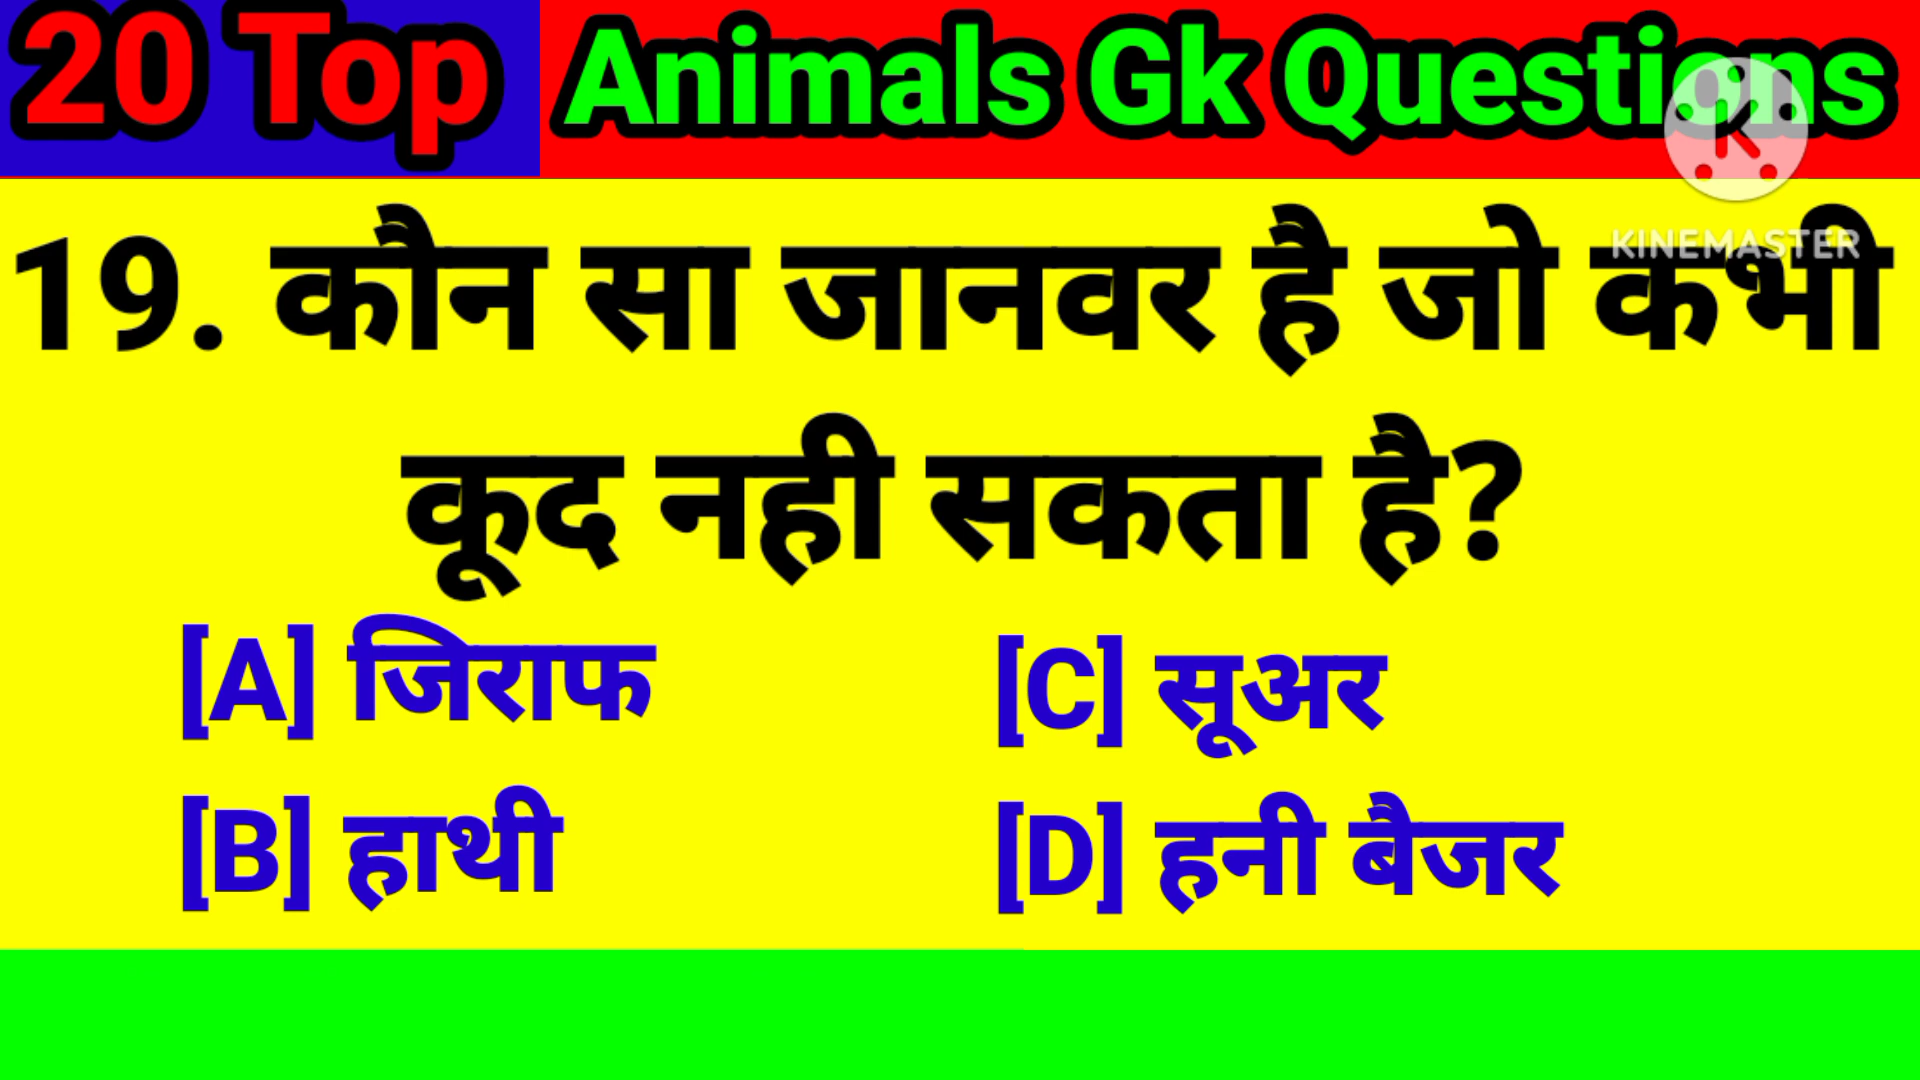 20 Top Animals Gk Questions
KINEMASTER
19. कौन सा जानवर है जो कभी
कूद नही सकता है?
[A] जिराफ
[C] सूअर
[B] हाथी
[D] हनी बैजर